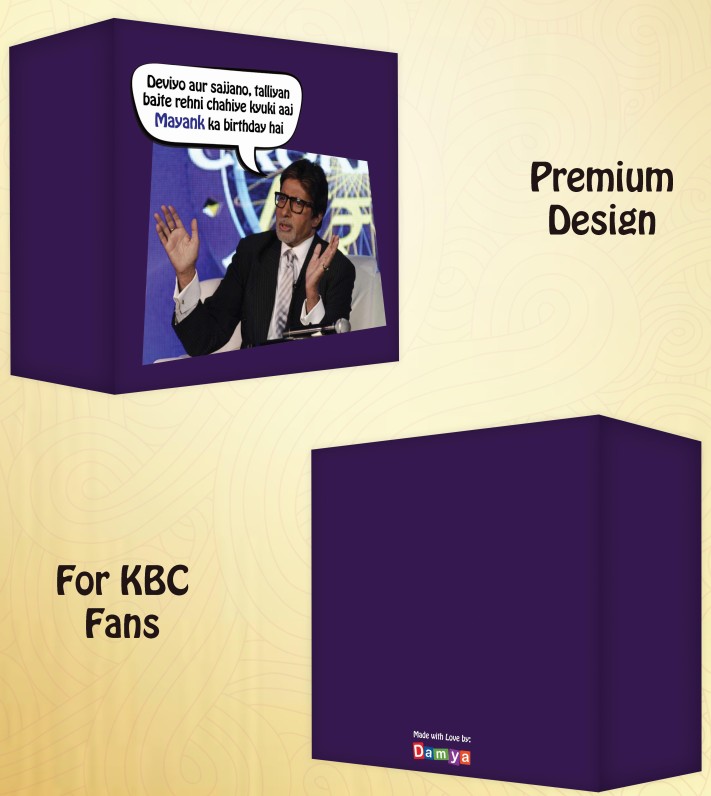 Deviyo aur sajjano, talliyan
bajte rehni chahiye kyuki aaj
Mayank ka birthday hai
Premium
Design
For KBC
Fans
Made with Love by:
Damya